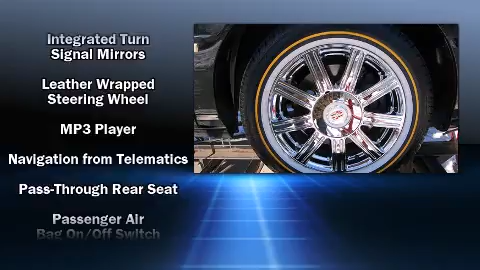 Integrated Turn
Signal Mirrors
Leather Wrapped
Steering Wheel
MP3 Player
Navigation from Telematics
Pass-Through Rear Seat
Passenger Air
Bag On/Off Switch